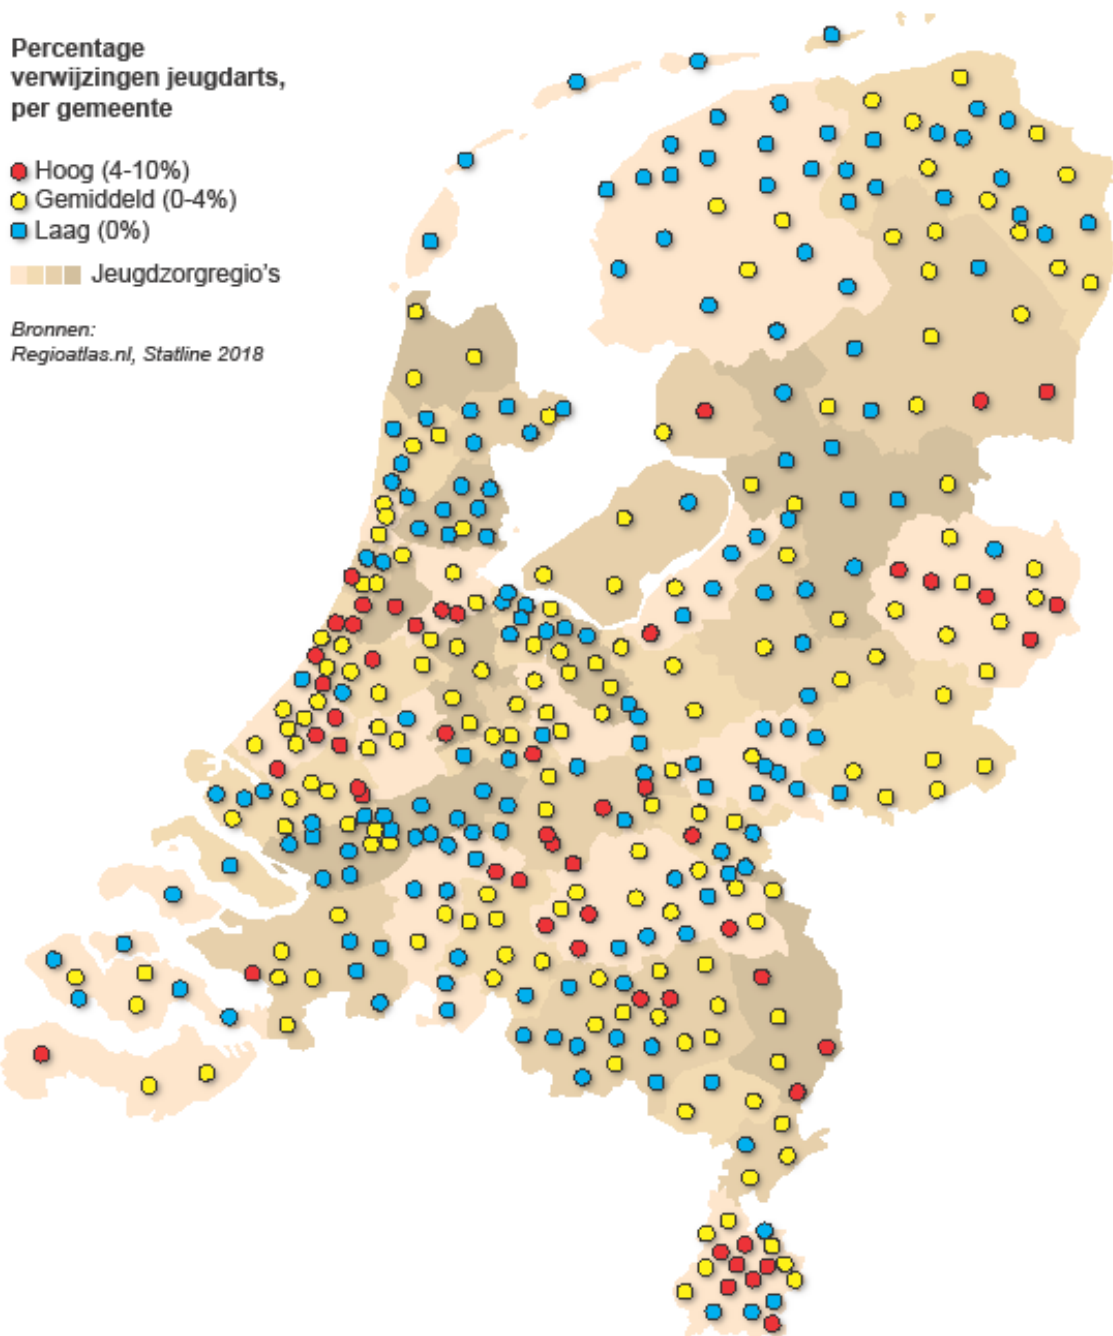 Percentage
verwijzingen jeugdarts,
per gemeente
Hoog (4-10%)
Gemiddeld (0-4%)
Laag (0%)
Jeugdzorgregio's
Bronnen:
Regioatlas.nl, Statline 2018